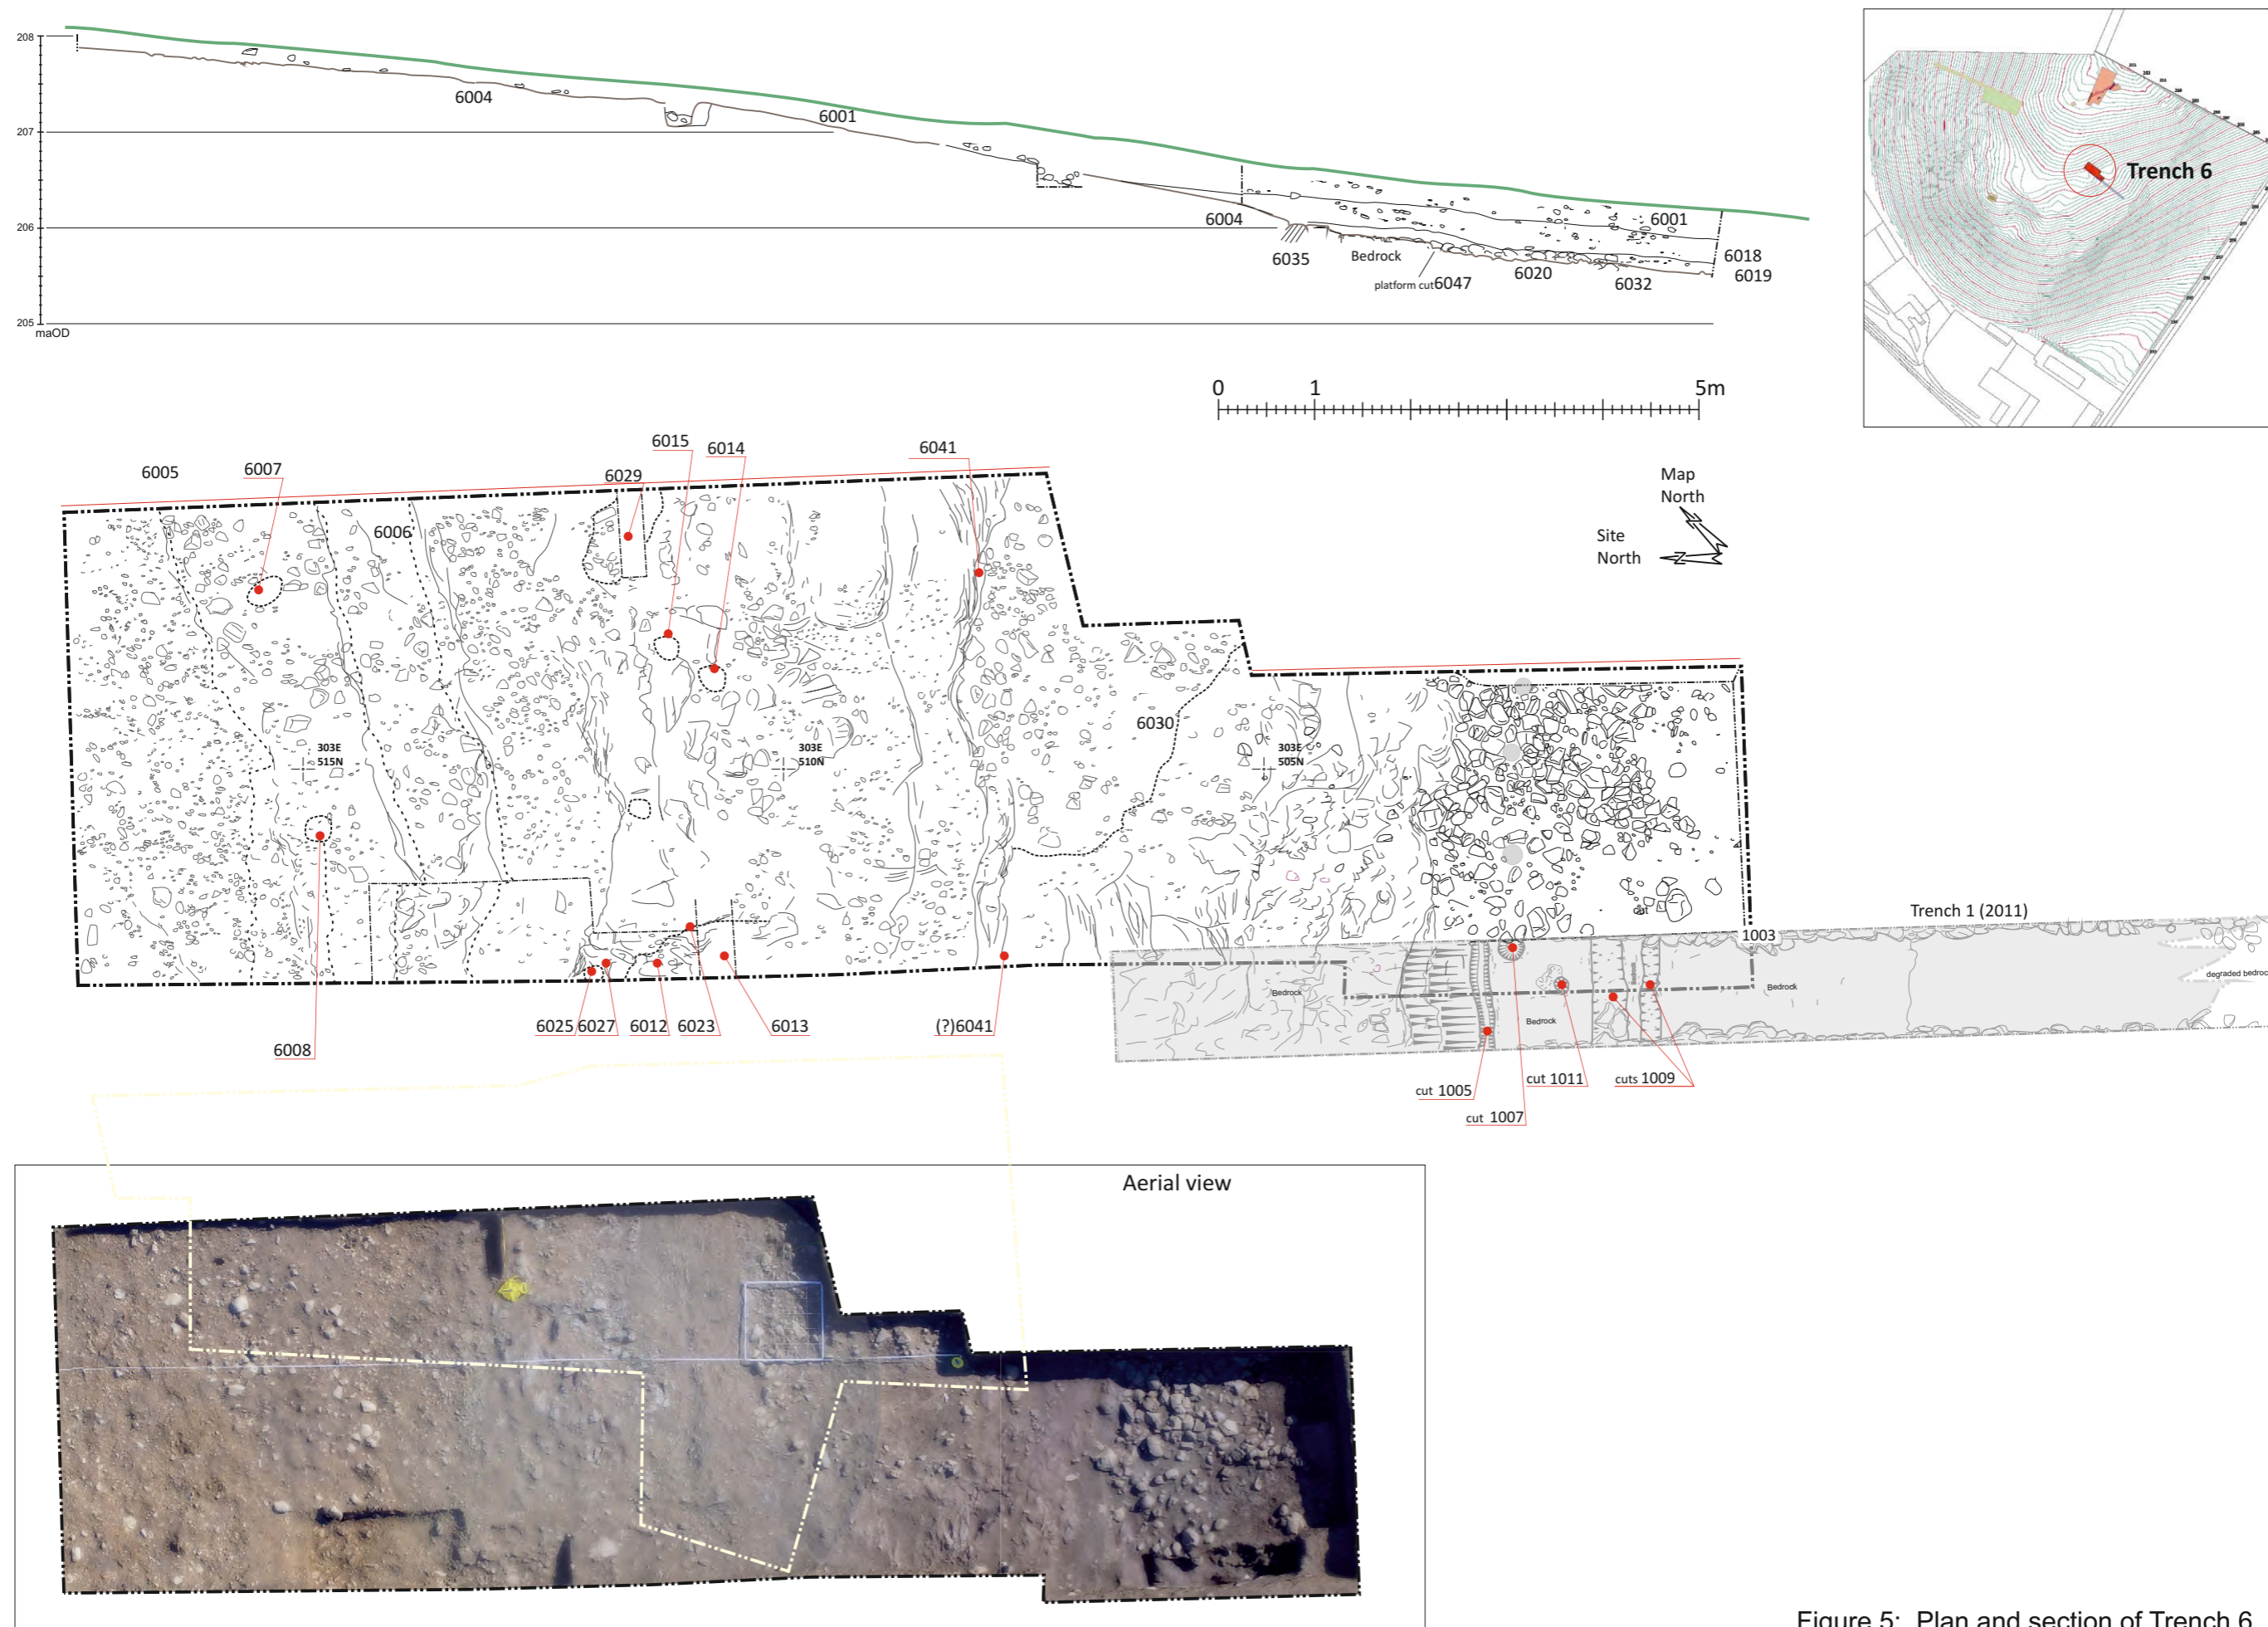 208
207
206
205
maOD
6004
6001
6004
6035
Bedrock
platform cut 6047
6020
6032
6001
6018
6019
Trench 6
0 1 5m
Map
North
Site
North
6005
6007
6006
6029
6015
6014
6041
6030
303E
515N
303E
510N
303E
505N
cut
Trench 1 (2011)
1003
Bedrock
Bedrock
Bedrock
Bedrock
degraded bedroc
6008
6025 6027 6012 6023 6013
(?)6041
cut 1005
cut 1007
cut 1011
cuts 1009
Aerial view
Figure 5: Plan and section of Trench 6